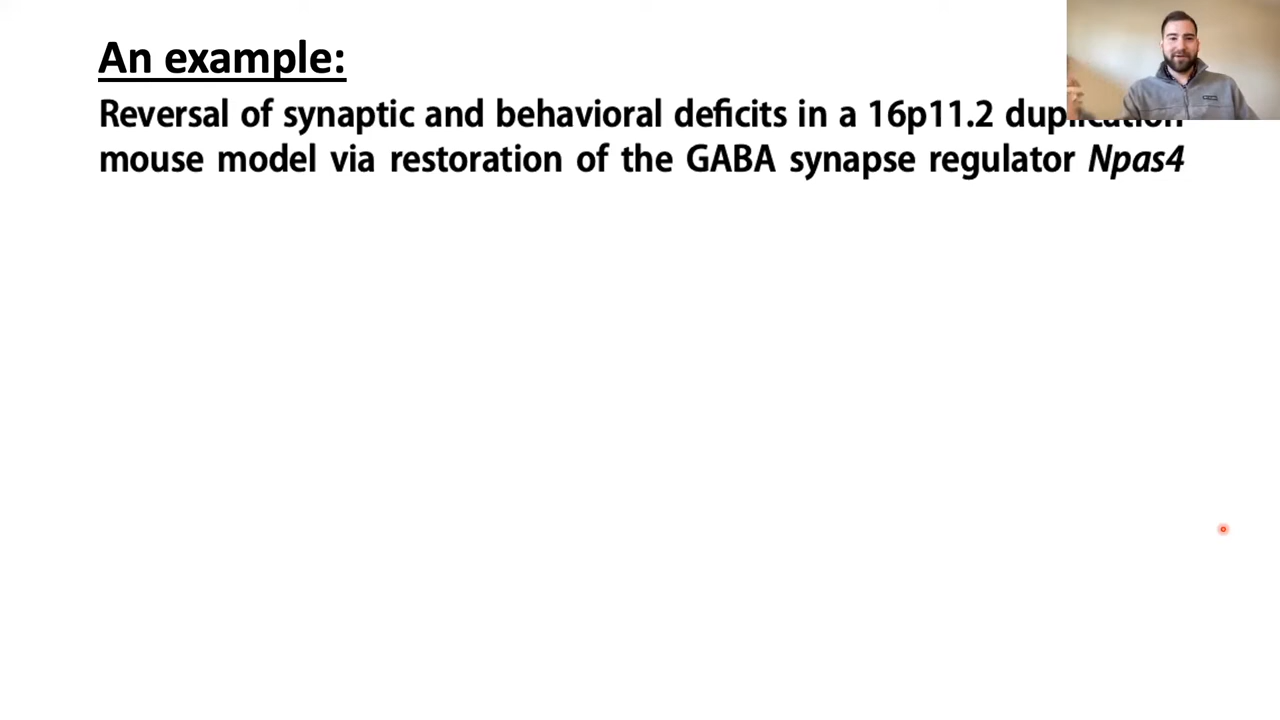 An example:
Reversal of synaptic and behavioral deficits in a 16p11.2 duplication
mouse model via restoration of the GABA synapse regulator Npas4